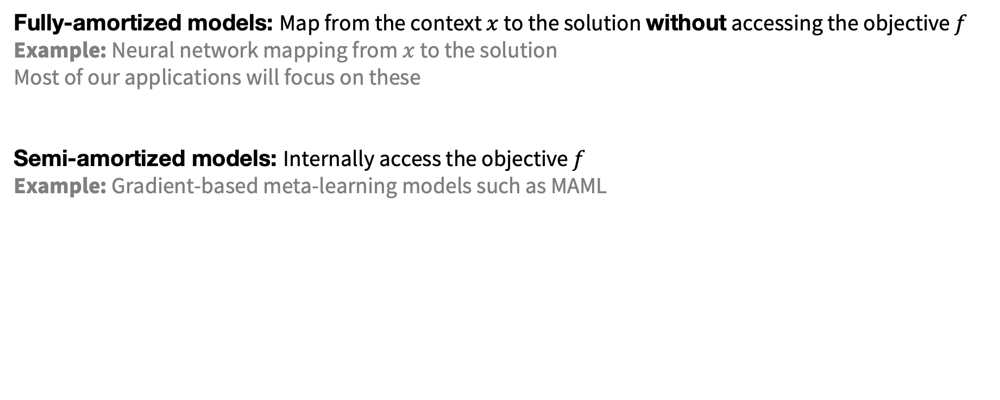 Fully-amortized models: Map from the context x to the solution without accessing the objective f
Example: Neural network mapping from x to the solution
Most of our applications will focus on these
Semi-amortized models: Internally access the objective f
Example: Gradient-based meta-learning models such as MAML